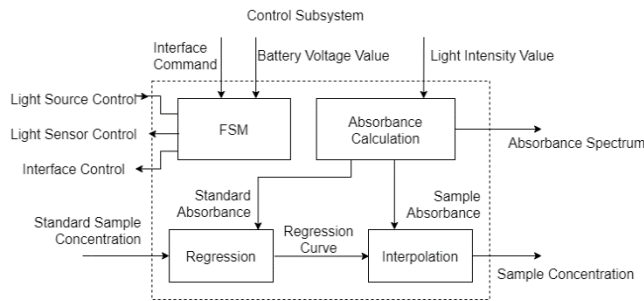 Control Subsystem
Interface
Command
Battery Voltage Value
Light Intensity Value
Light Source Control
Light Sensor Control
Interface Control
FSM
Absorbance
Calculation
Absorbance Spectrum
Standard
Absorbance
Sample
Absorbance
Standard Sample
Concentration
Regression
Regression
Curve
Interpolation
Sample Concentration